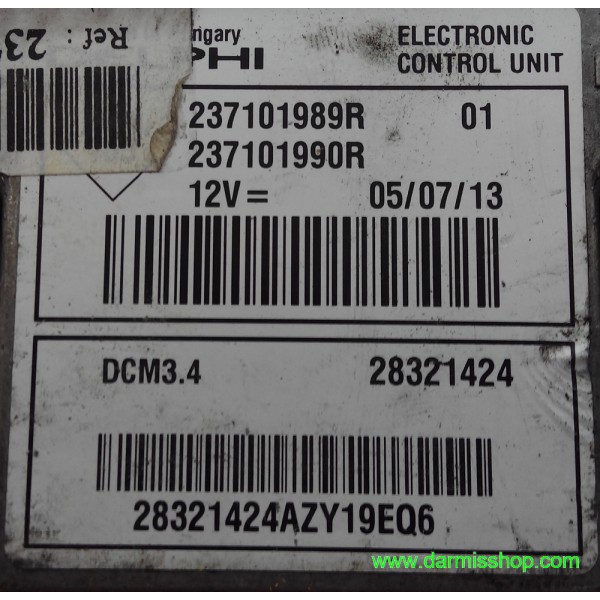 Ref : 23
ngary
PHI
ELECTRONIC
CONTROL UNIT
237101989R 01
237101990R
12V= 05/07/13
DCM3.4 28321424
28321424AZY19EQ6
www.darmisshop.com